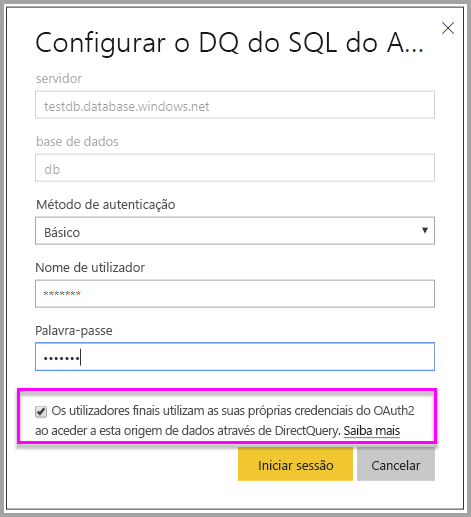 Configurar o DQ do SQL do A...
servidor
testdb.database.windows.net
base de dados
db
Método de autenticação
Básico
Nome de utilizador
*******
Palavra-passe
•••••••
Os utilizadores finais utilizam as suas próprias credenciais do OAuth2
ao aceder a esta origem de dados através de DirectQuery. Saiba mais
Iniciar sessão
Cancelar